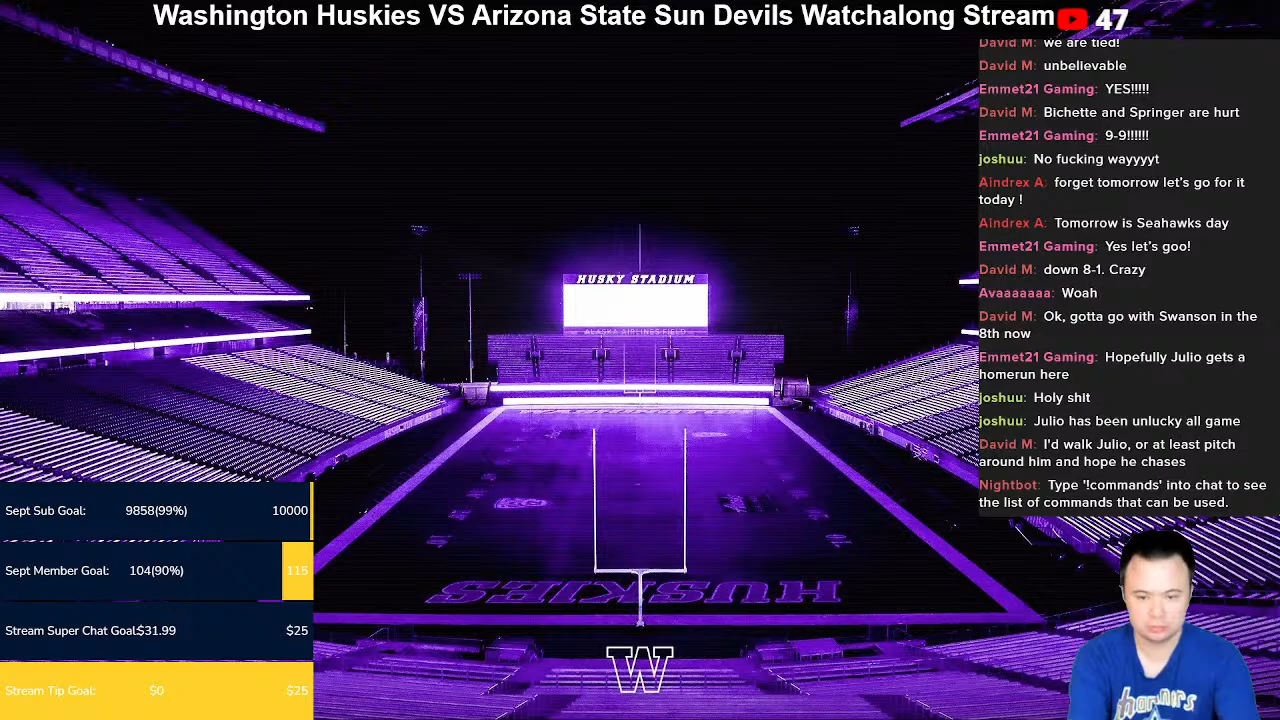 Washington Huskies VS Arizona State Sun Devils Watchalong Stream 47
David M: we are tied!
David M: unbelievable
Emmet21 Gaming: YES!!!!!
David M: Bichette and Springer are hurt
Emmet21 Gaming: 9-9!!!!!!
joshuu: No fucking wayyyyt
Aindrex A: forget tomorrow let's go for it
today !
Aindrex A: Tomorrow is Seahawks day
Emmet21 Gaming: Yes let's goo!
David M: down 8-1. Crazy
Avaaaaaaa: Woah
David M: Ok, gotta go with Swanson in the
8th now
Emmet21 Gaming: Hopefully Julio gets a
homerun here
joshuu: Holy shit
joshuu: Julio has been unlucky all game
David M: I'd walk Julio, or at least pitch
around him and hope he chases
Nightbot: Type '!commands' into chat to see
the list of commands that can be used.
HUSKY STADIUM
ALASKA AIRLINES FIELD
Sept Sub Goal: 9858(99%) 10000
Sept Member Goal: 104(90%) 115
Stream Super Chat Goal: $31.99 $25
Stream Tip Goal: $0 $25
HUSKIES
W